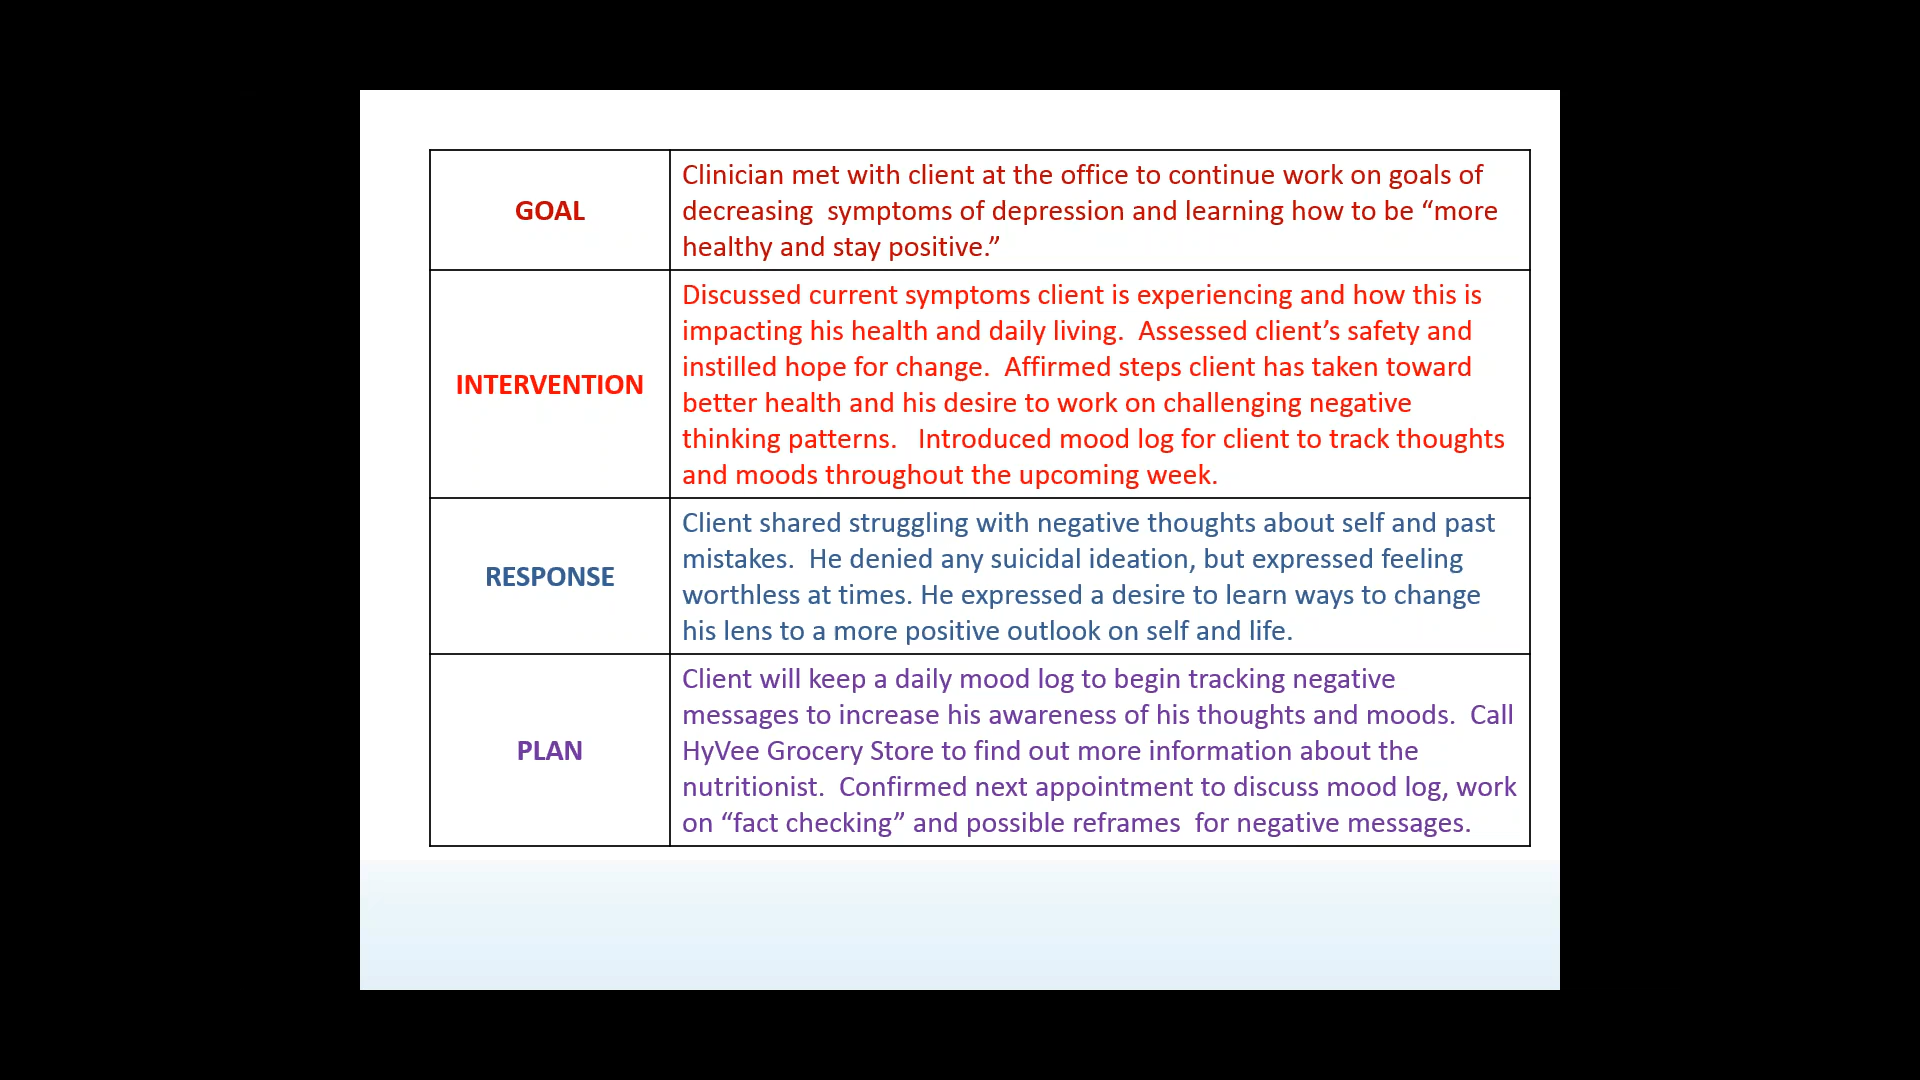 GOAL
Clinician met with client at the office to continue work on goals of
decreasing  symptoms of depression and learning how to be “more
healthy and stay positive.”
INTERVENTION
Discussed current symptoms client is experiencing and how this is
impacting his health and daily living.  Assessed client’s safety and
instilled hope for change.  Affirmed steps client has taken toward
better health and his desire to work on challenging negative
thinking patterns.   Introduced mood log for client to track thoughts
and moods throughout the upcoming week.
RESPONSE
Client shared struggling with negative thoughts about self and past
mistakes.  He denied any suicidal ideation, but expressed feeling
worthless at times. He expressed a desire to learn ways to change
his lens to a more positive outlook on self and life.
PLAN
Client will keep a daily mood log to begin tracking negative
messages to increase his awareness of his thoughts and moods.  Call
HyVee Grocery Store to find out more information about the
nutritionist.  Confirmed next appointment to discuss mood log, work
on “fact checking” and possible reframes  for negative messages.